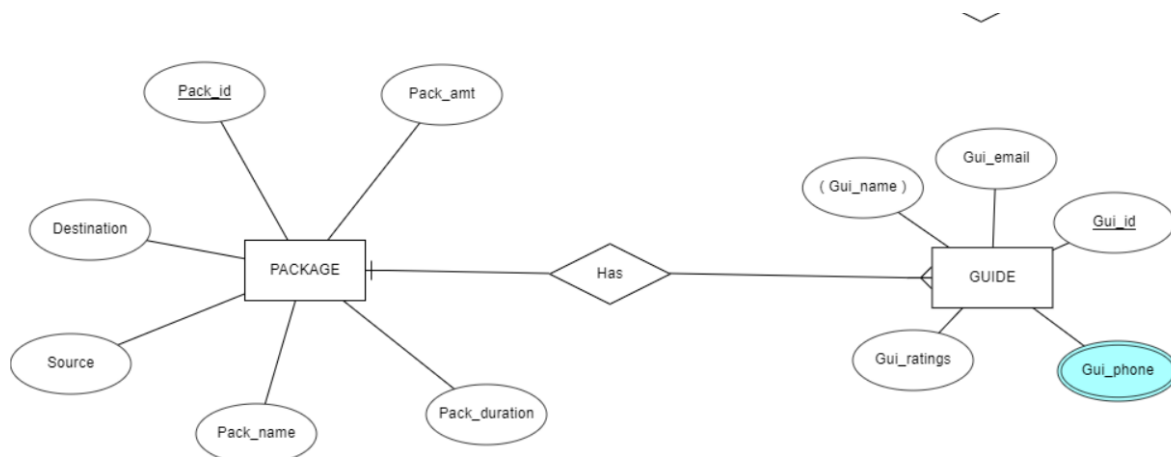 Pack_id
Pack_amt
Gui_email
( Gui_name )
Gui_id
Destination
PACKAGE
Has
GUIDE
Source
Gui_ratings
Gui_phone
Pack_name
Pack_duration